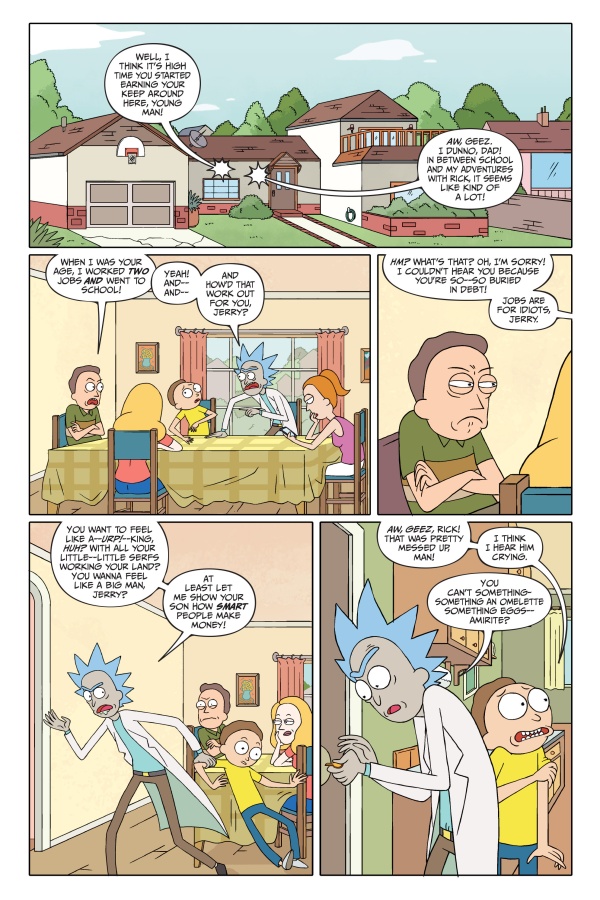 WELL, I
THINK IT'S HIGH
TIME YOU STARTED
EARNING YOUR
KEEP AROUND
HERE, YOUNG
MAN!
AW, GEEZ.
I DUNNO, DAD!
IN BETWEEN SCHOOL
AND MY ADVENTURES
WITH RICK, IT SEEMS
LIKE KIND OF
A LOT!
WHEN I WAS YOUR
AGE, I WORKED TWO
JOBS AND WENT TO
SCHOOL!
YEAH!
AND--
AND--
AND
HOW'D THAT
WORK OUT
FOR YOU,
JERRY?
HM? WHAT'S THAT? OH, I'M SORRY!
I COULDN'T HEAR YOU BECAUSE
YOU'RE SO--SO BURIED
IN DEBT!
JOBS ARE
FOR IDIOTS,
JERRY.
YOU WANT TO FEEL
LIKE A--URP!--KING,
HUH? WITH ALL YOUR
LITTLE--LITTLE SERFS
WORKING YOUR LAND?
YOU WANNA FEEL
LIKE A BIG MAN,
JERRY?
AT
LEAST LET
ME SHOW YOUR
SON HOW SMART
PEOPLE MAKE
MONEY!
AW, GEEZ, RICK!
THAT WAS PRETTY
MESSED UP,
MAN!
I THINK
I HEAR HIM
CRYING.
YOU
CAN'T SOMETHING-
SOMETHING AN OMELETTE
SOMETHING EGGS--
AMIRITE?